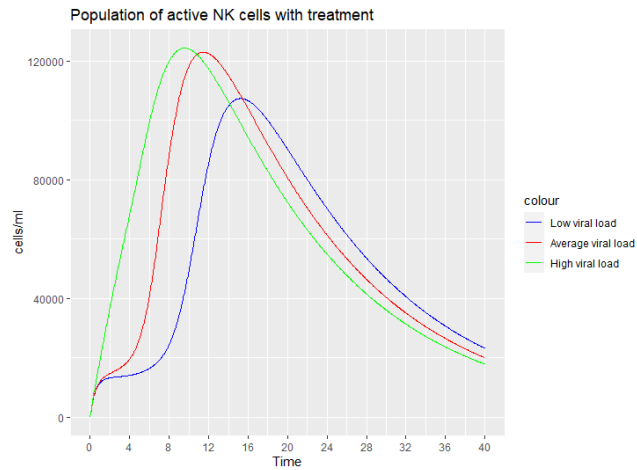 Population of active NK cells with treatment
120000
80000
40000
0
cells/ml
0 4 8 12 16 20 24 28 32 36 40
Time
colour
Low viral load
Average viral load
High viral load